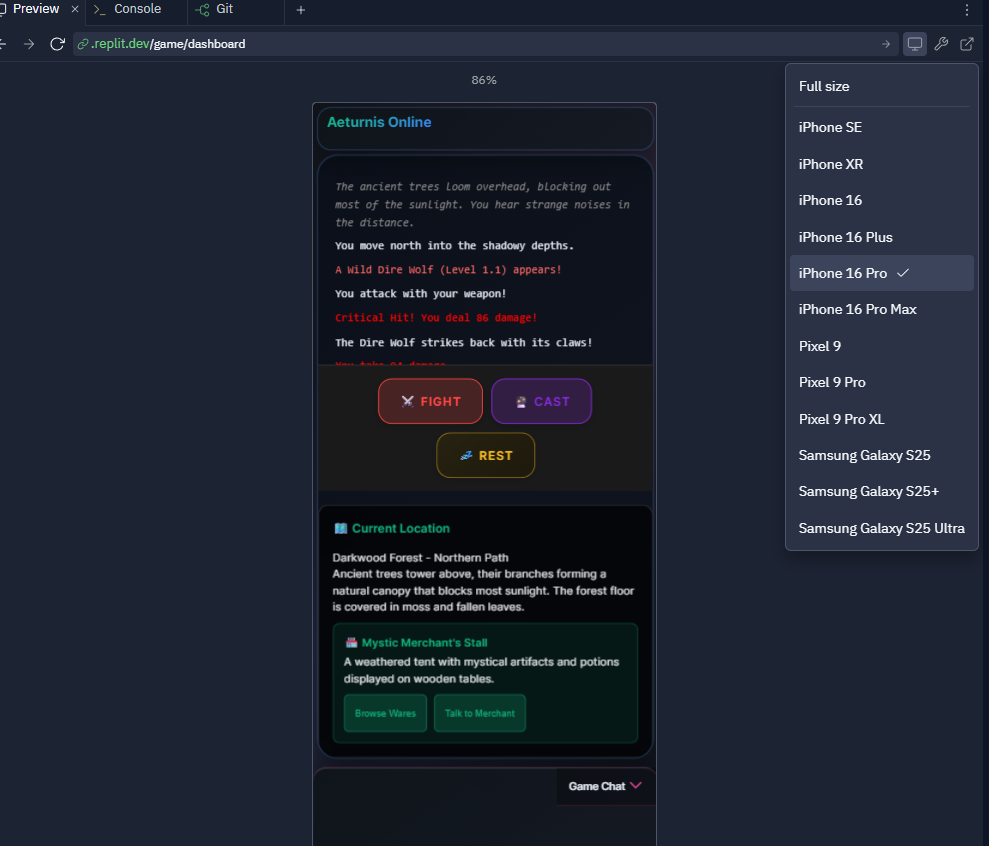 Preview
Console
Git
.replit.dev/game/dashboard
86%
Full size
iPhone SE
iPhone XR
iPhone 16
iPhone 16 Plus
iPhone 16 Pro
iPhone 16 Pro Max
Pixel 9
Pixel 9 Pro
Pixel 9 Pro XL
Samsung Galaxy S25
Samsung Galaxy S25+
Samsung Galaxy S25 Ultra
Aeturnis Online
The ancient trees loom overhead, blocking out
most of the sunlight. You hear strange noises in
the distance.
You move north into the shadowy depths.
A Wild Dire Wolf (Level 1.1) appears!
You attack with your weapon!
Critical Hit! You deal 86 damage!
The Dire Wolf strikes back with its claws!
You take damage
FIGHT
CAST
REST
Current Location
Darkwood Forest - Northern Path
Ancient trees tower above, their branches forming a
natural canopy that blocks most sunlight. The forest floor
is covered in moss and fallen leaves.
Mystic Merchant's Stall
A weathered tent with mystical artifacts and potions
displayed on wooden tables.
Browse Wares
Talk to Merchant
Game Chat